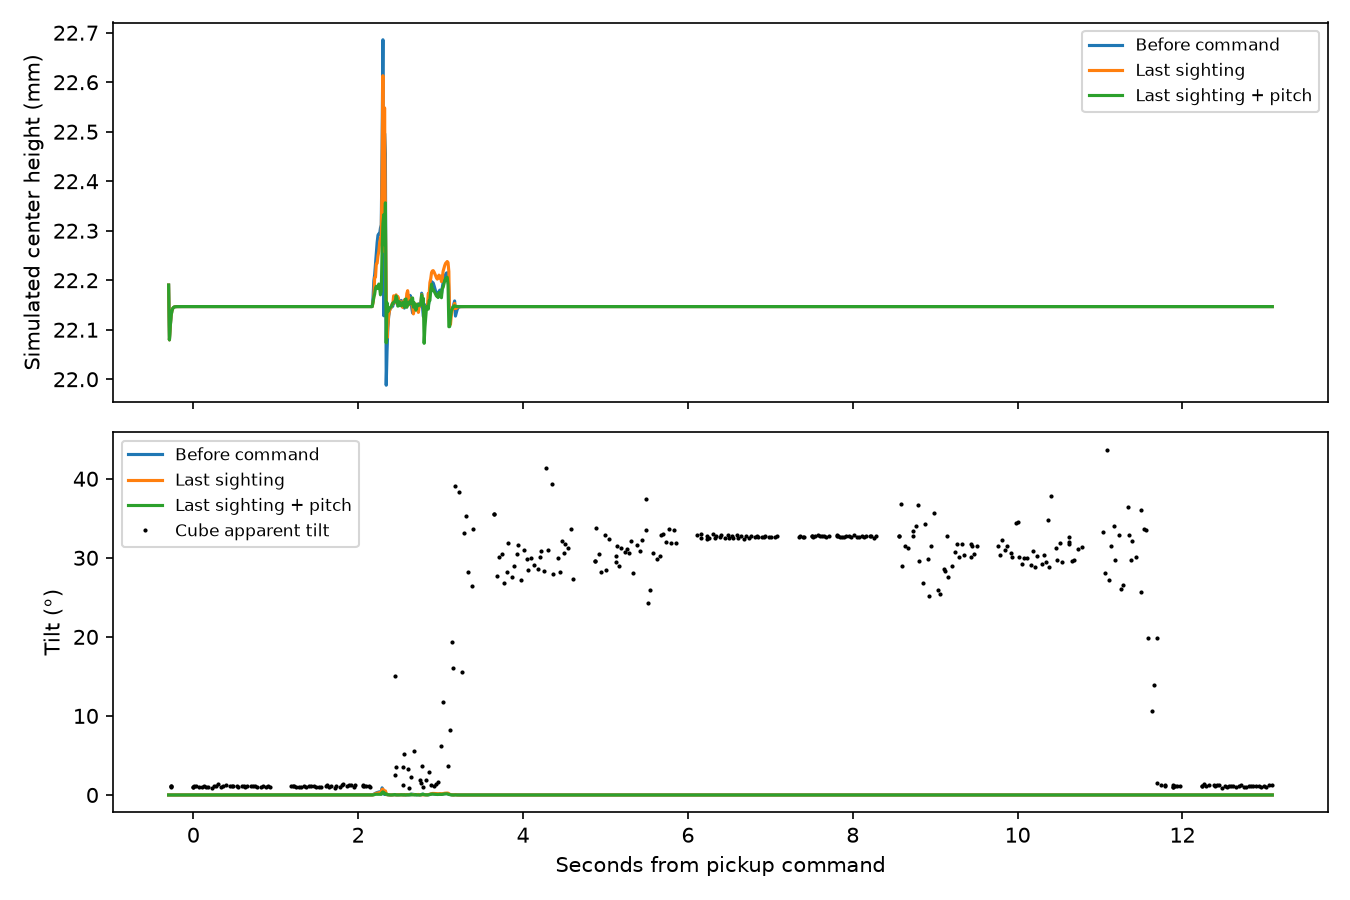 22.7
22.6
22.5
22.4
22.3
22.2
22.1
22.0
Simulated center height (mm)
Before command
Last sighting
Last sighting + pitch
40
30
20
10
0
Tilt (°)
Before command
Last sighting
Last sighting + pitch
Cube apparent tilt
0 2 4 6 8 10 12
Seconds from pickup command